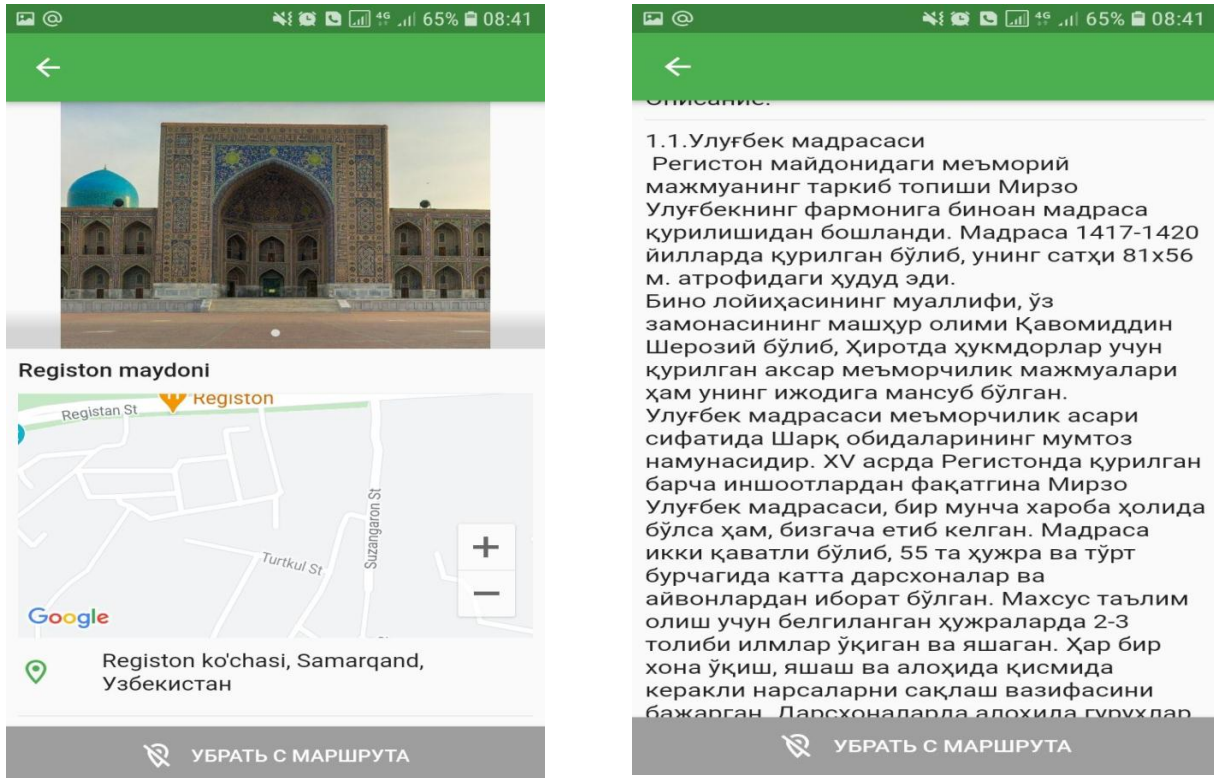 4G 65% 08:41
Registon maydoni
Registon
Registan St
Suzangaron St
Turtkul St
+
−
Google
Registon ko'chasi, Samarqand,
Узбекистан
УБРАТЬ С МАРШРУТА
4G 65% 08:41
Описание:
1.1.Улуғбек мадрасаси
Регистон майдонидаги меъморий
мажмуанинг таркиб топиши Мирзо
Улуғбекнинг фармонига биноан мадраса
қурилишидан бошланди. Мадраса 1417-1420
йилларда қурилган бўлиб, унинг сатҳи 81х56
м. атрофидаги ҳудуд эди.
Бино лойиҳасининг муаллифи, ўз
замонасининг машҳур олими Қавомиддин
Шерозий бўлиб, Ҳиротда ҳукмдорлар учун
қурилган аксар меъморчилик мажмуалари
ҳам унинг ижодига мансуб бўлган.
Улуғбек мадрасаси меъморчилик асари
сифатида Шарқ обидаларининг мумтоз
намунасидир. XV асрда Регистонда қурилган
барча иншоотлардан фақатгина Мирзо
Улуғбек мадрасаси, бир мунча хароба ҳолида
бўлса ҳам, бизгача етиб келган. Мадраса
икки қаватли бўлиб, 55 та ҳужра ва тўрт
бурчагида катта дарсхоналар ва
айвонлардан иборат бўлган. Махсус таълим
олиш учун белгиланган ҳужраларда 2-3
толиби илмлар ўқиган ва яшаган. Ҳар бир
хона ўқиш, яшаш ва алоҳида қисмида
керакли нарсаларни сақлаш вазифасини
бажарган. Дарсхоналарда алоҳида гуруҳлар
УБРАТЬ С МАРШРУТА